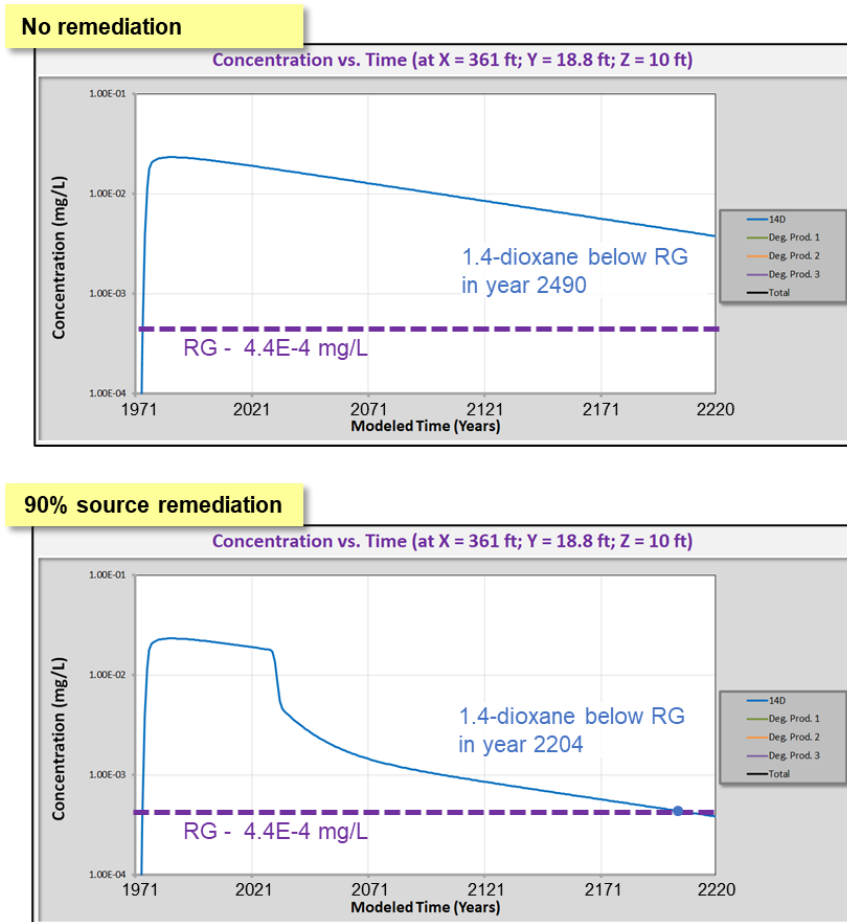 No remediation
Concentration vs. Time (at X = 361 ft; Y = 18.8 ft; Z = 10 ft)
Concentration (mg/L)
1.00E-01
1.00E-02
1.00E-03
1.00E-04
1.4-dioxane below RG
in year 2490
RG - 4.4E-4 mg/L
14D
Deg. Prod. 1
Deg. Prod. 2
Deg. Prod. 3
Total
1971 2021 2071 2121 2171 2220
Modeled Time (Years)
90% source remediation
Concentration vs. Time (at X = 361 ft; Y = 18.8 ft; Z = 10 ft)
Concentration (mg/L)
1.00E-01
1.00E-02
1.00E-03
1.00E-04
1.4-dioxane below RG
in year 2204
RG - 4.4E-4 mg/L
14D
Deg. Prod. 1
Deg. Prod. 2
Deg. Prod. 3
Total
1971 2021 2071 2121 2171 2220
Modeled Time (Years)